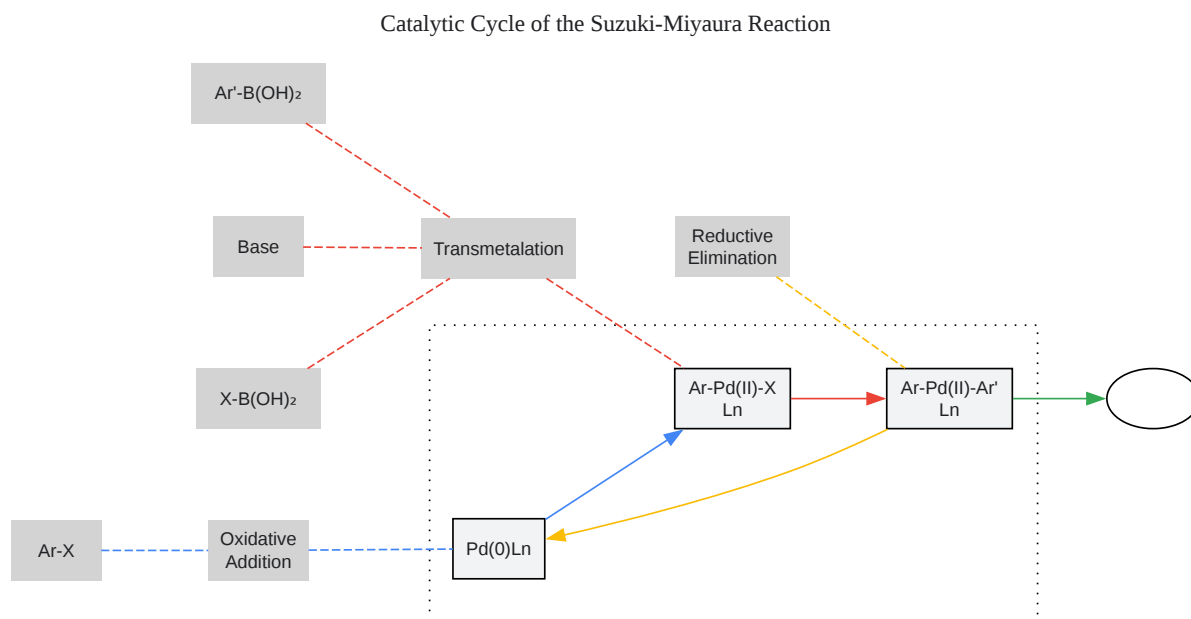 Catalytic Cycle of the Suzuki-Miyaura Reaction
Ar'-B(OH)₂
Base
Transmetalation
Reductive
Elimination
X-B(OH)₂
Ar-Pd(II)-X
Ln
Ar-Pd(II)-Ar'
Ln
Ar-X
Oxidative
Addition
Pd(0)Ln